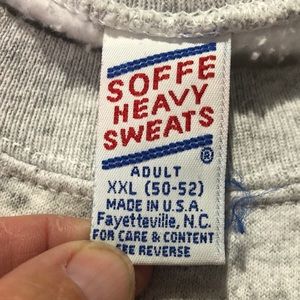 SOFFE
HEAVY
SWEATS
®
ADULT
XXL (50-52)
MADE IN U.S.A.
Fayetteville, N.C.
FOR CARE & CONTENT
SEE REVERSE